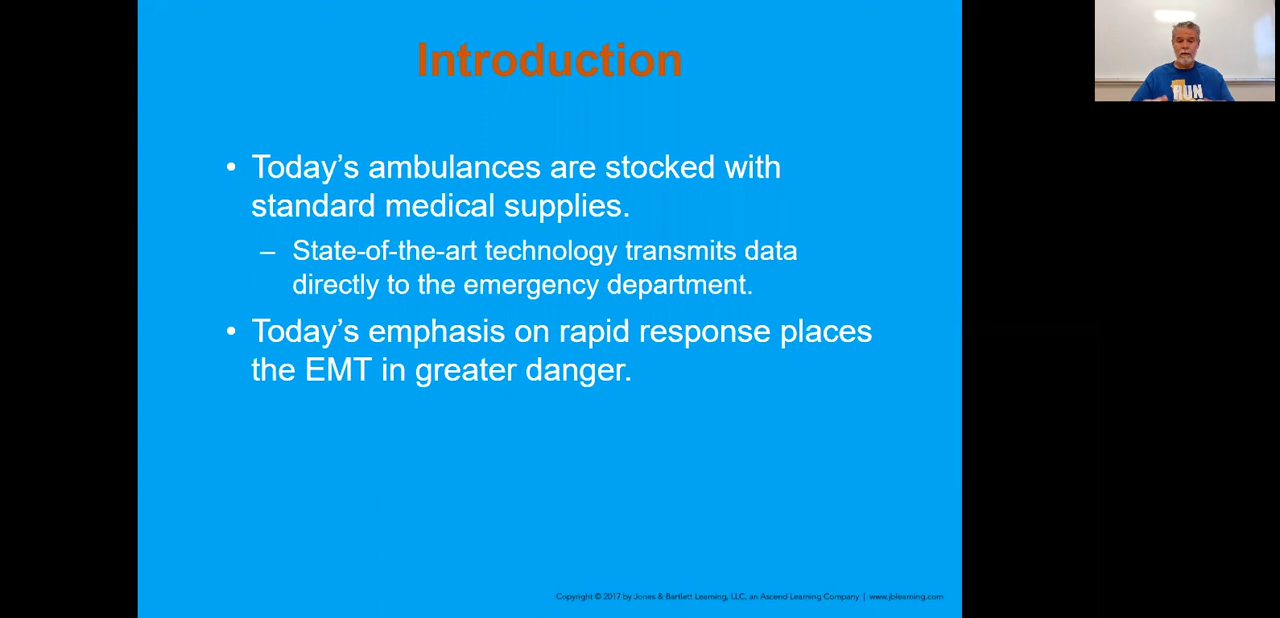 Introduction
RUN
• Today’s ambulances are stocked with
standard medical supplies.
– State-of-the-art technology transmits data
directly to the emergency department.
• Today’s emphasis on rapid response places
the EMT in greater danger.
Copyright © 2017 by Jones & Bartlett Learning, LLC, an Ascend Learning Company | www.jblearning.com